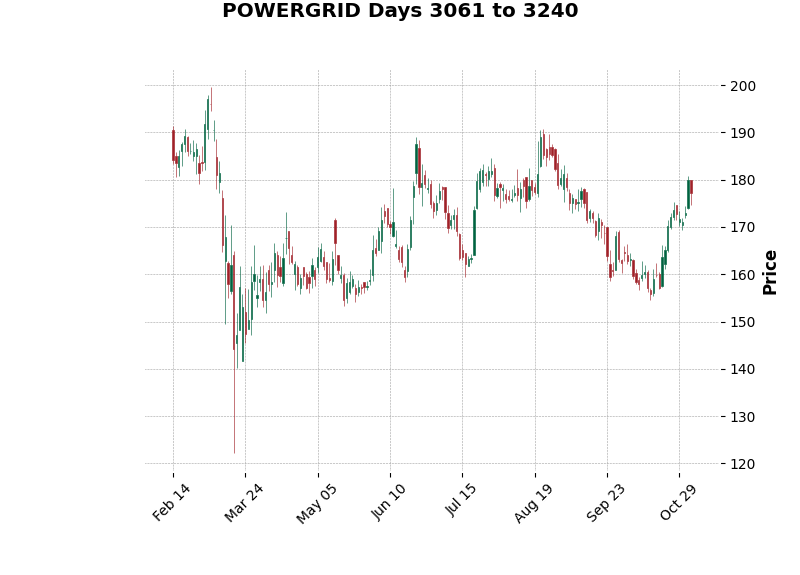 POWERGRID Days 3061 to 3240
200
190
180
170
160
150
140
130
120
Price
Feb 14
Mar 24
May 05
Jun 10
Jul 15
Aug 19
Sep 23
Oct 29